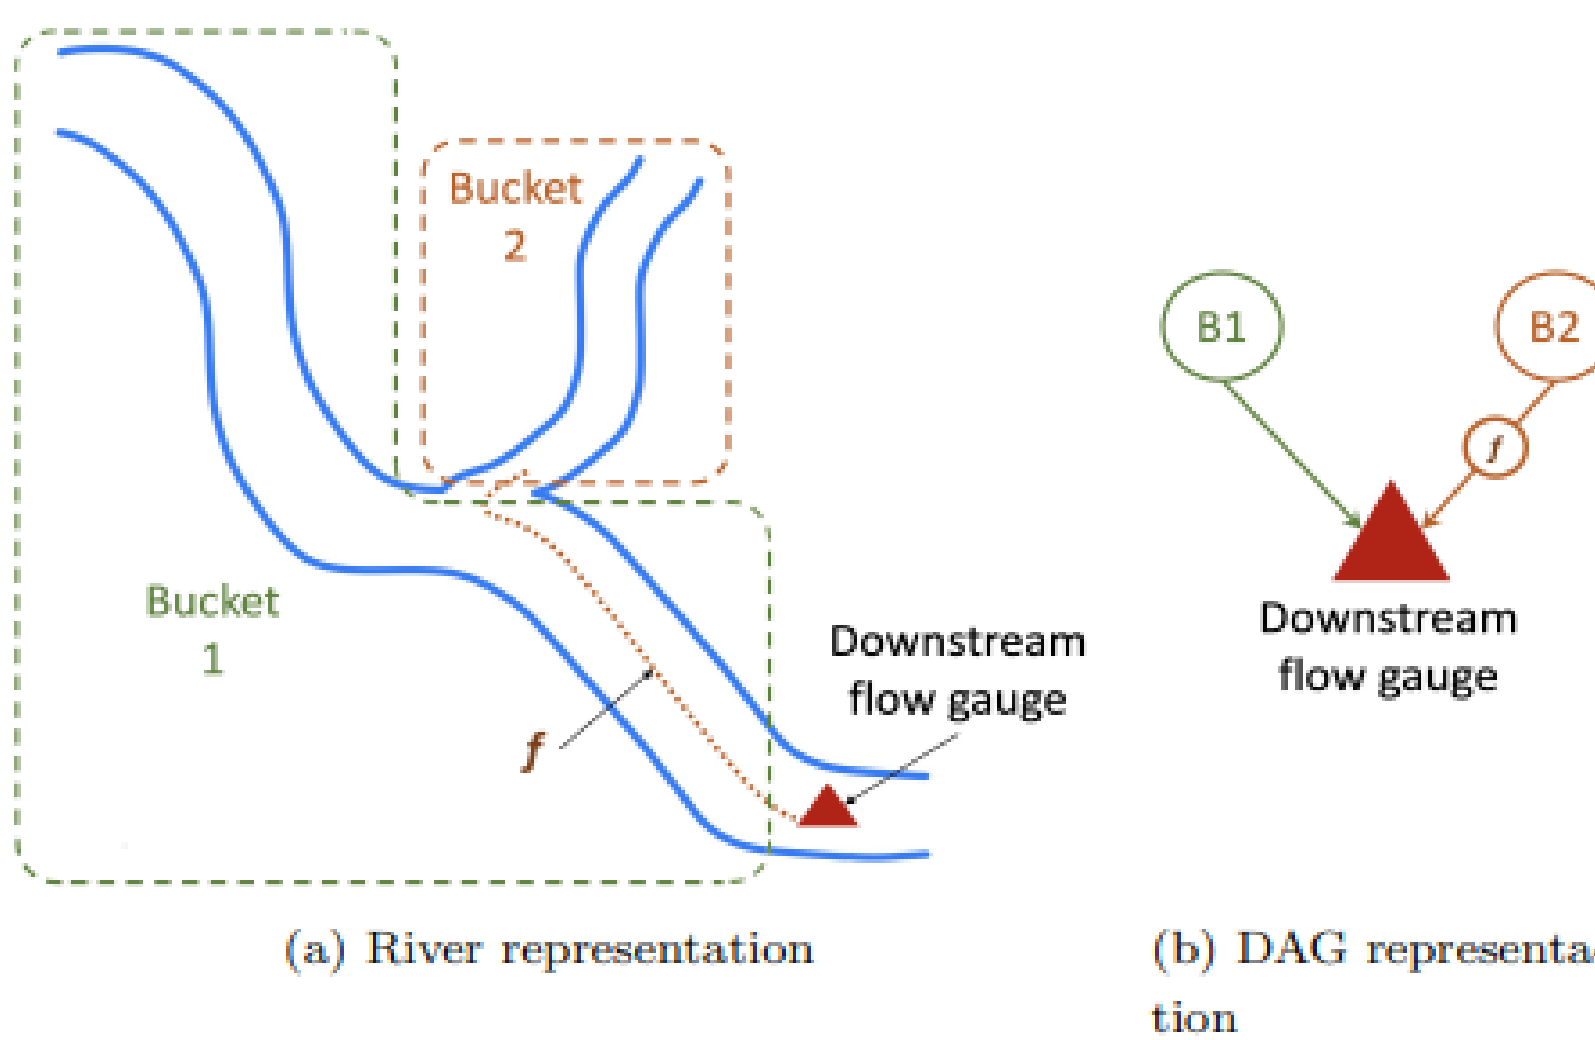 Bucket
2
Bucket
1
f
Downstream
flow gauge
(a) River representation
B1
B2
f
Downstream
flow gauge
(b) DAG representa
tion